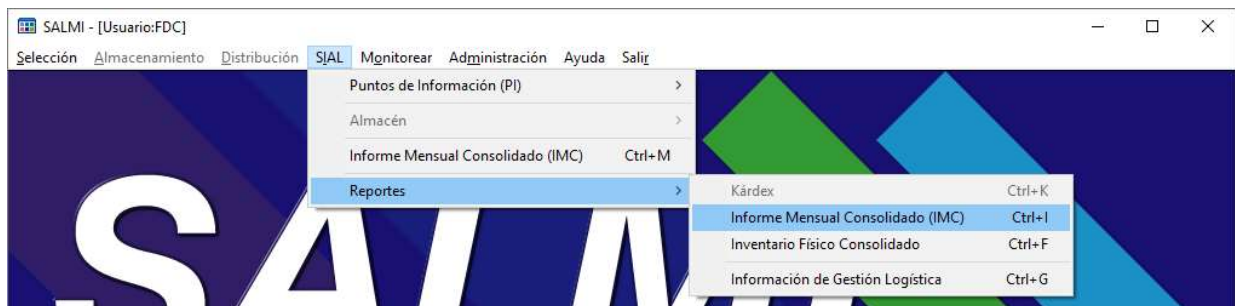 SALMI - [Usuario:FDC]
Selección Almacenamiento Distribución SIAL Monitorear Administración Ayuda Salir
Puntos de Información (PI)
Almacén
Informe Mensual Consolidado (IMC) Ctrl+M
Reportes
Kárdex Ctrl+K
Informe Mensual Consolidado (IMC) Ctrl+I
Inventario Físico Consolidado Ctrl+F
Información de Gestión Logística Ctrl+G
SALMI